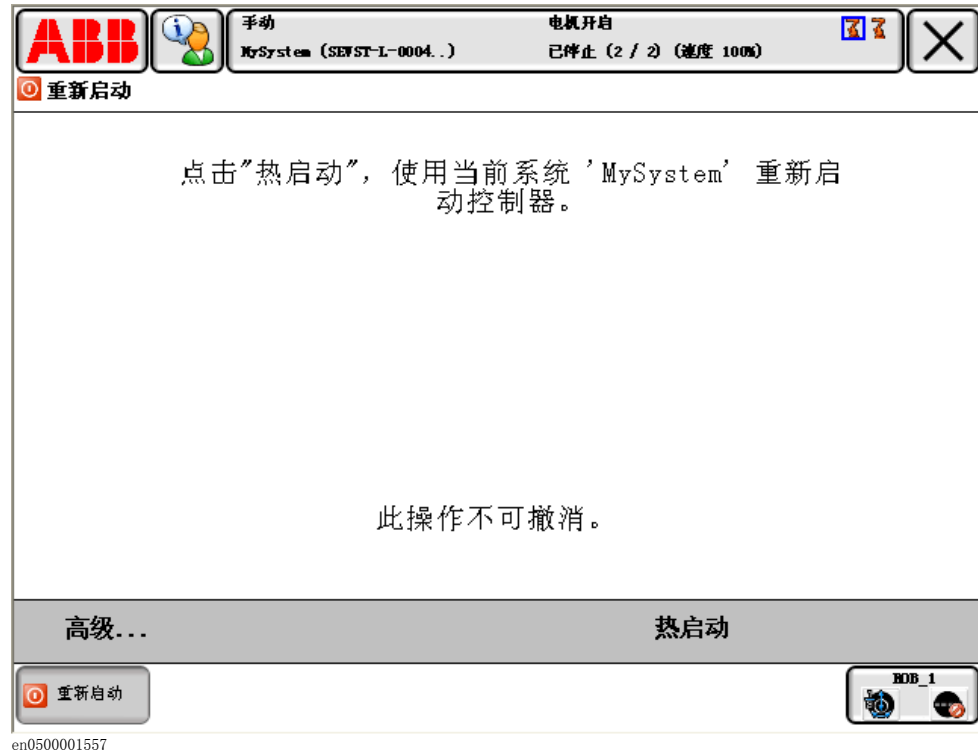 ABB
手动
电机开启
MySystem (SEVST-L-0004..)
已停止 (2 / 2) (速度 100%)
重新启动
点击"热启动", 使用当前系统 'MySystem' 重新启
动控制器。
此操作不可撤消。
高级...
热启动
重新启动
ROB_1
en0500001557